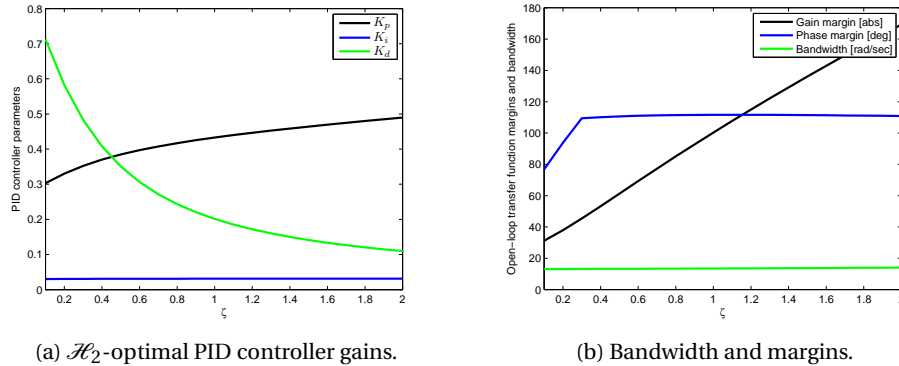 0.8
0.7
0.6
0.5
0.4
0.3
0.2
0.1
0
0.2 0.4 0.6 0.8 1 1.2 1.4 1.6 1.8 2
ζ
PID controller parameters
K_p
K_i
K_d
(a) ℋ₂-optimal PID controller gains.
180
160
140
120
100
80
60
40
20
0
0.2 0.4 0.6 0.8 1 1.2 1.4 1.6 1.8 2
ζ
Open−loop transfer function margins and bandwidth
Gain margin [abs]
Phase margin [deg]
Bandwidth [rad/sec]
(b) Bandwidth and margins.